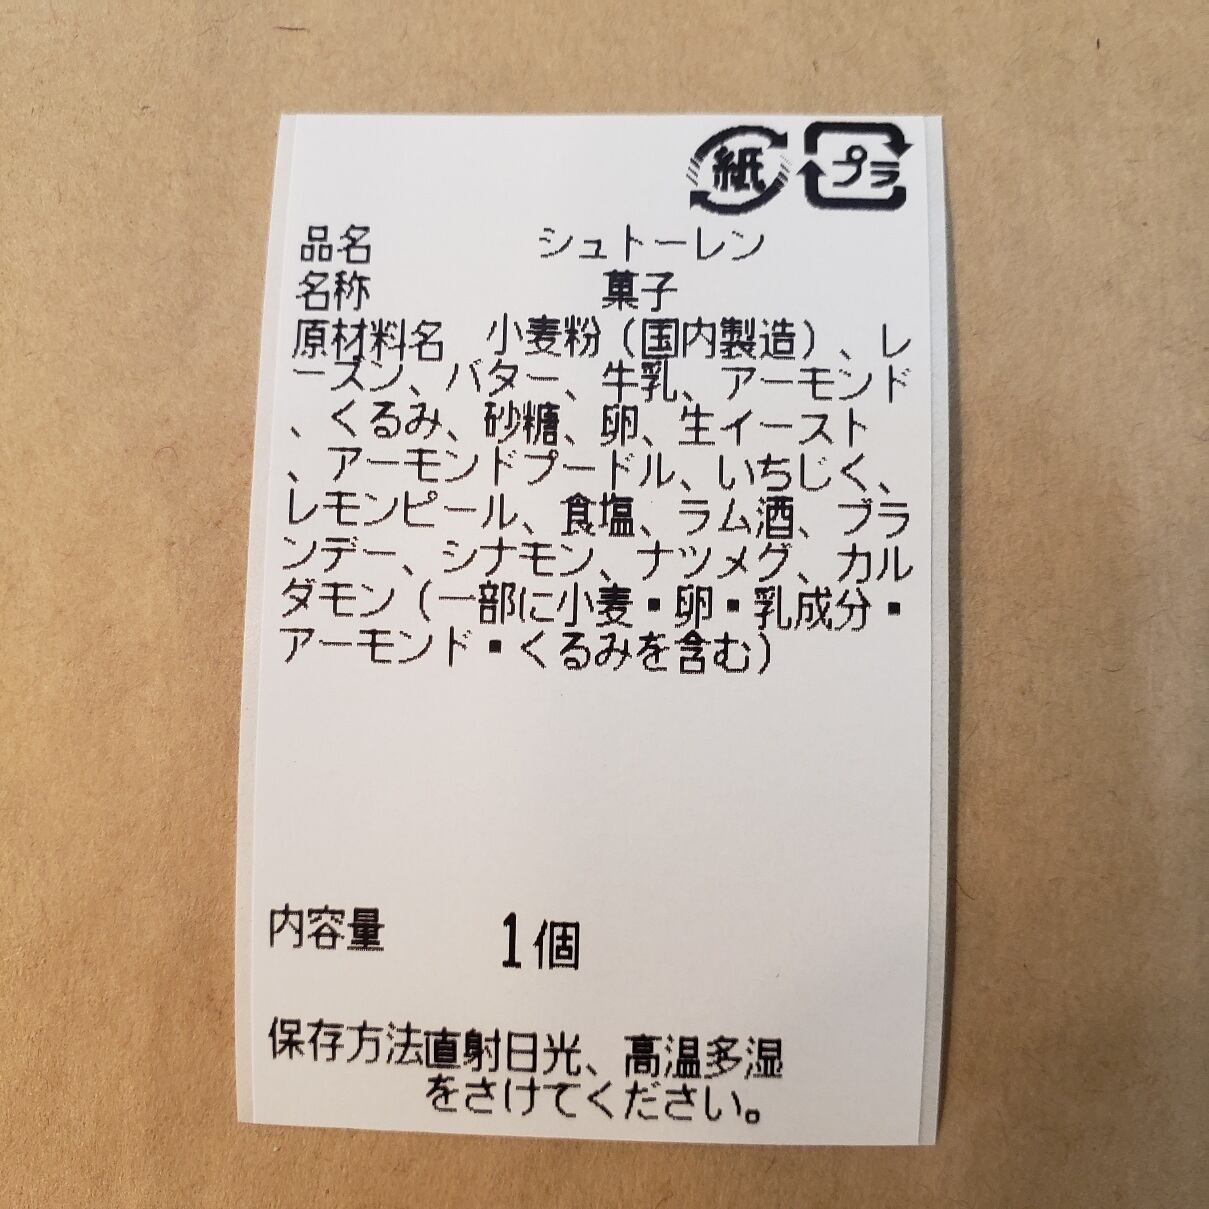 紙 プラ
品名 シュトーレン
名称 菓子
原材料名 小麦粉（国内製造）、レ
ーズン、バター、牛乳、アーモンド
、くるみ、砂糖、卵、生イースト
、アーモンドプードル、いちじく、
レモンピール、食塩、ラム酒、ブラ
ンデー、シナモン、ナツメグ、カル
ダモン（一部に小麦・卵・乳成分・
アーモンド・くるみを含む）
内容量 1個
保存方法直射日光、高温多湿
をさけてください。